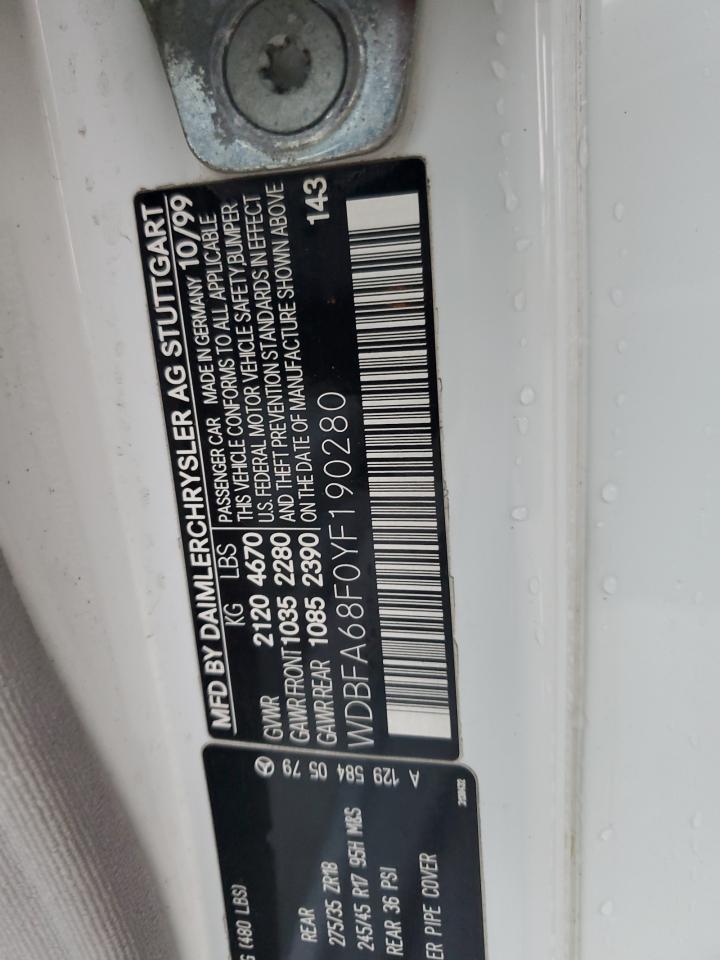 MFD BY DAIMLERCHRYSLER AG STUTTGART
KG LBS PASSENGER CAR MADE IN GERMANY 10/99
GVWR 2120 4670 THIS VEHICLE CONFORMS TO ALL APPLICABLE
U.S. FEDERAL MOTOR VEHICLE SAFETY,BUMPER,
GAWR FRONT 1035 2280 AND THEFT PREVENTION STANDARDS IN EFFECT
GAWR REAR 1085 2390 ON THE DATE OF MANUFACTURE SHOWN ABOVE
WDBFA68F0YF190280 143
A 129 584 05 79
G (480 LBS)
REAR
275/35 ZR18
245/45 R17 95H M&S
REAR 36 PSI
ER PIPE COVER